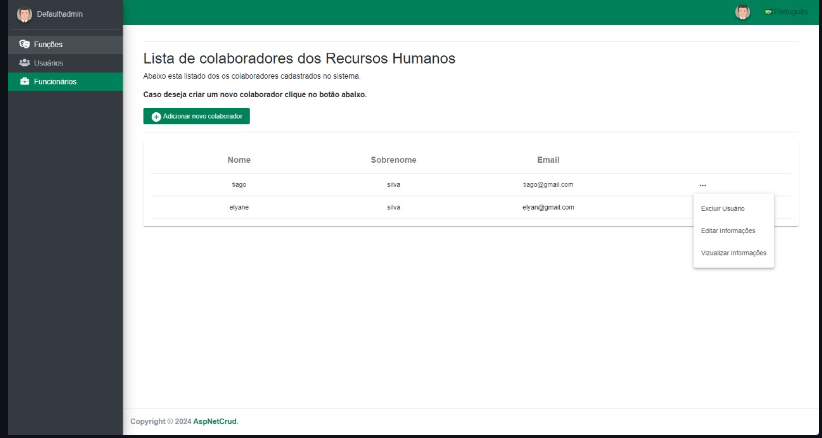 Default\admin
Português
Funções
Usuários
Funcionários
Lista de colaboradores dos Recursos Humanos
Abaixo esta listado dos os colaboradores cadastrados no sistema.
Caso deseja criar um novo colaborador clique no botão abaixo.
Adicionar novo colaborador
Nome Sobrenome Email
tiago silva tiago@gmail.com ...
elyane silva elyan@gmail.com
Excluir Usuário
Editar Informações
Vizualizar Informações
Copyright © 2024 AspNetCrud.